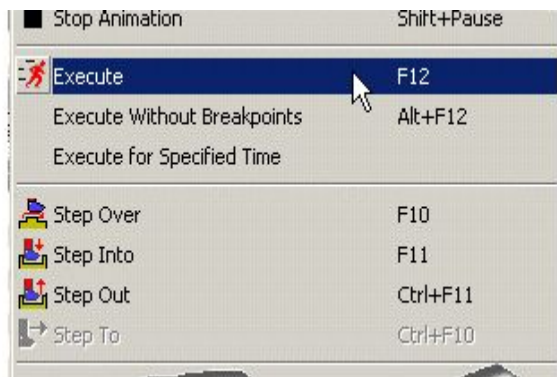 Stop Animation Shift+Pause
Execute F12
Execute Without Breakpoints Alt+F12
Execute for Specified Time
Step Over F10
Step Into F11
Step Out Ctrl+F11
Step To Ctrl+F10